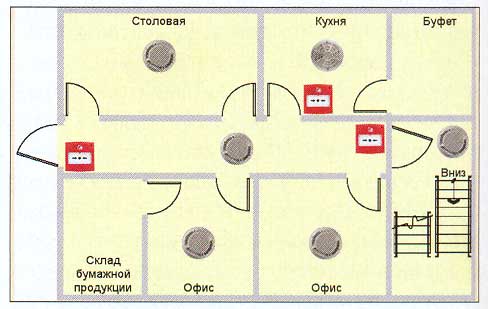 Столовая
Кухня
Буфет
Вниз
Склад
бумажной
продукции
Офис
Офис